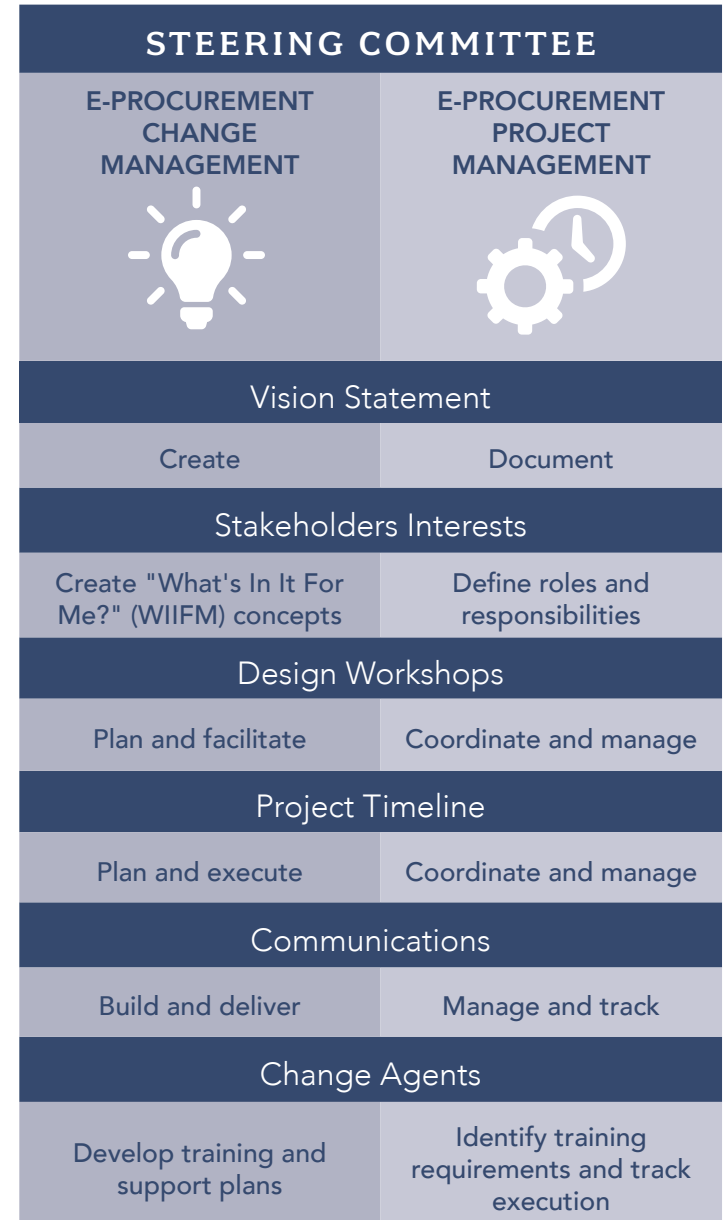 STEERING COMMITTEE
E-PROCUREMENT
CHANGE
MANAGEMENT
E-PROCUREMENT
PROJECT
MANAGEMENT
Vision Statement
Create
Document
Stakeholders Interests
Create "What's In It For
Me?" (WIIFM) concepts
Define roles and
responsibilities
Design Workshops
Plan and facilitate
Coordinate and manage
Project Timeline
Plan and execute
Coordinate and manage
Communications
Build and deliver
Manage and track
Change Agents
Develop training and
support plans
Identify training
requirements and track
execution